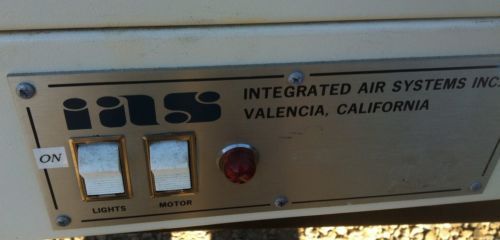 ias
INTEGRATED AIR SYSTEMS INC.
VALENCIA, CALIFORNIA
ON
LIGHTS
MOTOR